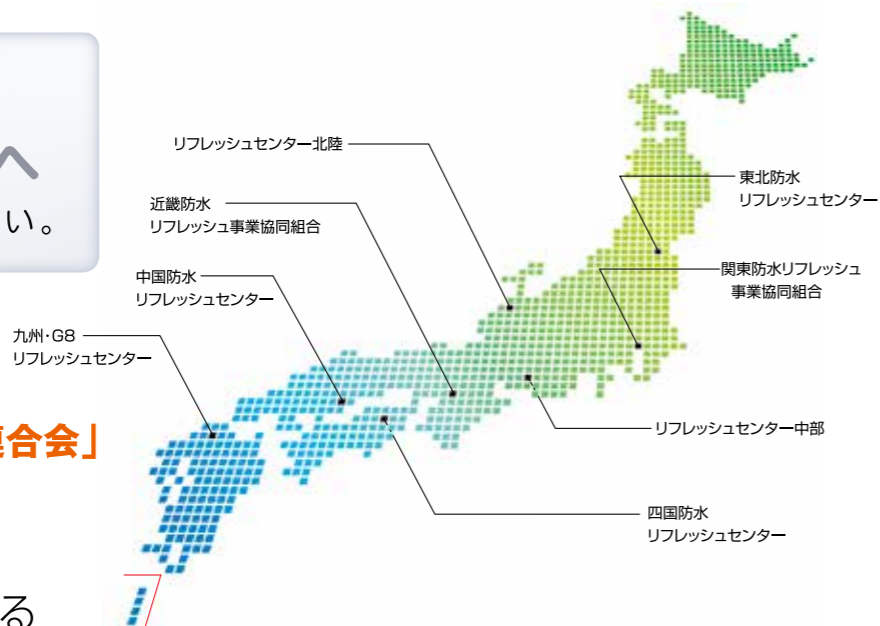 へ
い。
リフレッシュセンター北陸
近畿防水
リフレッシュ事業協同組合
中国防水
リフレッシュセンター
九州･G8
リフレッシュセンター
東北防水
リフレッシュセンター
関東防水リフレッシュ
事業協同組合
リフレッシュセンター中部
四国防水
リフレッシュセンター
合会」
る